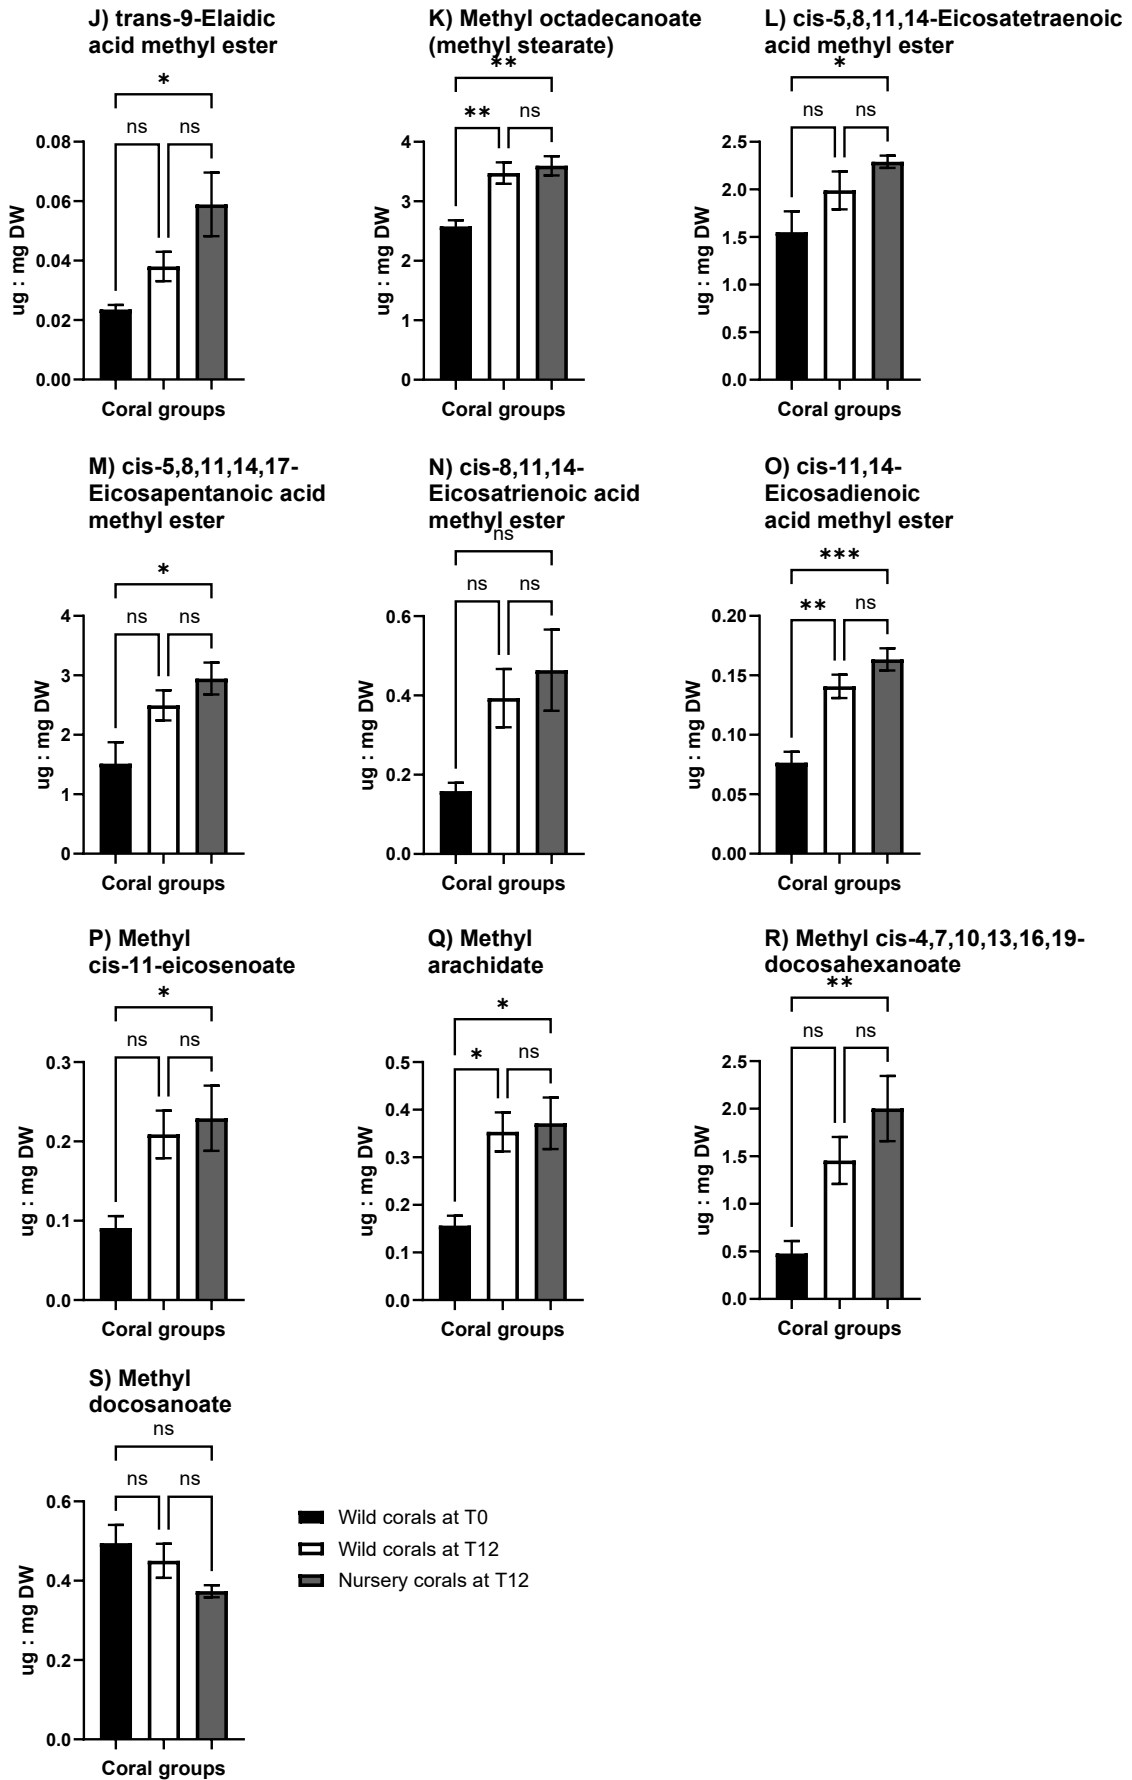 J) trans-9-Elaidic
acid methyl ester
*
ns
ns
0.08
0.06
0.04
0.02
0.00
ug : mg DW
Coral groups
K) Methyl octadecanoate
(methyl stearate)
**
**
ns
4
3
2
1
0
ug : mg DW
Coral groups
L) cis-5,8,11,14-Eicosatetraenoic
acid methyl ester
*
ns
ns
2.5
2.0
1.5
1.0
0.5
0.0
ug : mg DW
Coral groups
M) cis-5,8,11,14,17-
Eicosapentanoic acid
methyl ester
*
ns
ns
4
3
2
1
0
ug : mg DW
Coral groups
N) cis-8,11,14-
Eicosatrienoic acid
methyl ester
ns
ns
ns
0.6
0.4
0.2
0.0
ug : mg DW
Coral groups
O) cis-11,14-
Eicosadienoic
acid methyl ester
***
**
ns
0.20
0.15
0.10
0.05
0.00
ug : mg DW
Coral groups
P) Methyl
cis-11-eicosenoate
*
ns
ns
0.3
0.2
0.1
0.0
ug : mg DW
Coral groups
Q) Methyl
arachidate
*
*
ns
0.5
0.4
0.3
0.2
0.1
0.0
ug : mg DW
Coral groups
R) Methyl cis-4,7,10,13,16,19-
docosahexanoate
**
ns
ns
2.5
2.0
1.5
1.0
0.5
0.0
ug : mg DW
Coral groups
S) Methyl
docosanoate
ns
ns
ns
0.6
0.4
0.2
0.0
ug : mg DW
Coral groups
Wild corals at T0
Wild corals at T12
Nursery corals at T12